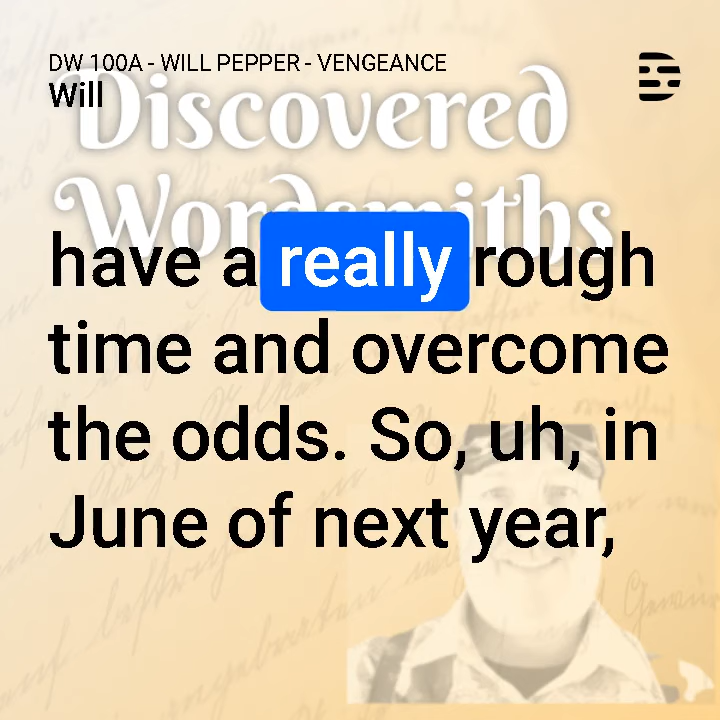 DW 100A - WILL PEPPER - VENGEANCE
Will
Discovered
Wordsmiths
have a really rough
time and overcome
the odds. So, uh, in
June of next year,